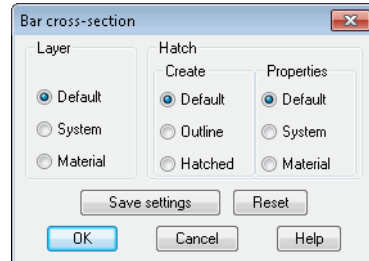 Bar cross-section
Layer
Hatch
Create
Properties
Default
Default
Default
System
Outline
System
Material
Hatched
Material
Save settings
Reset
OK
Cancel
Help